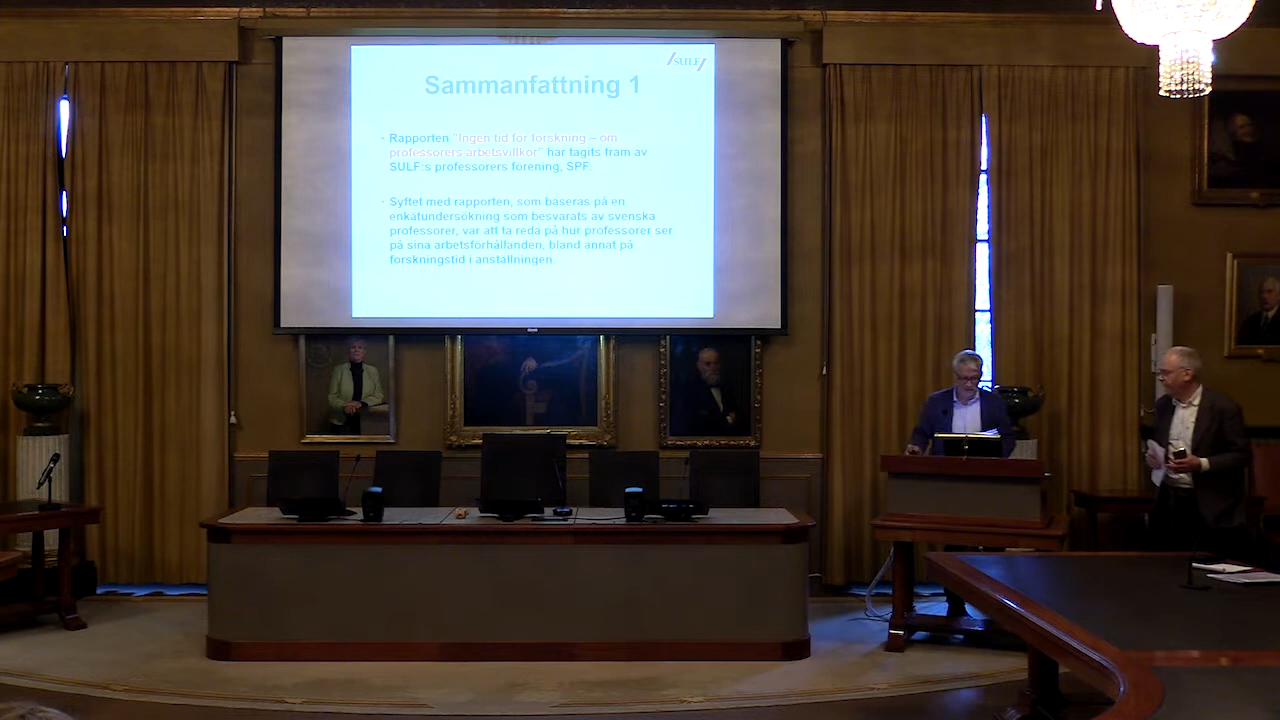 /SULF/
Sammanfattning 1
· Rapporten "Ingen tid för forskning – om
professorers arbetsvillkor" har tagits fram av
SULF:s professorers förening, SPF.
· Syftet med rapporten, som baseras på en
enkätundersökning som besvarats av svenska
professorer, var att ta reda på hur professorer ser
på sina arbetsförhållanden, bland annat på
forskningstid i anställningen.